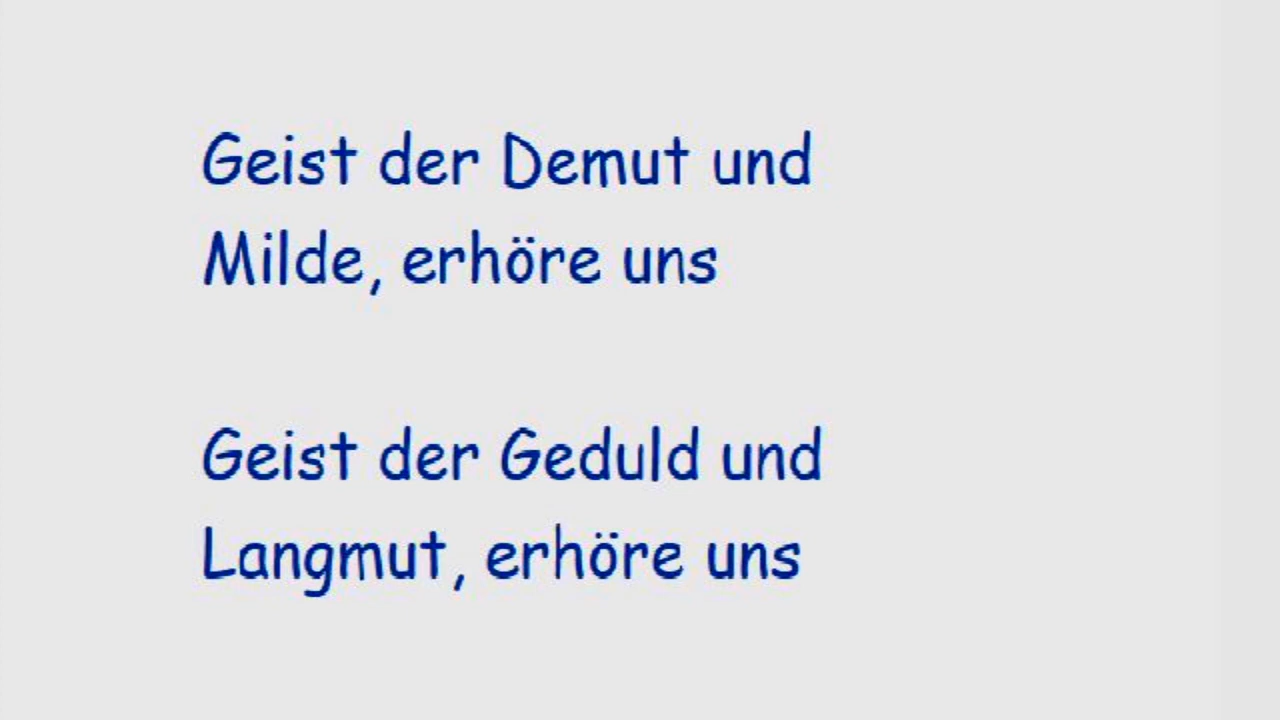 Geist der Demut und
Milde, erhöre uns
Geist der Geduld und
Langmut, erhöre uns